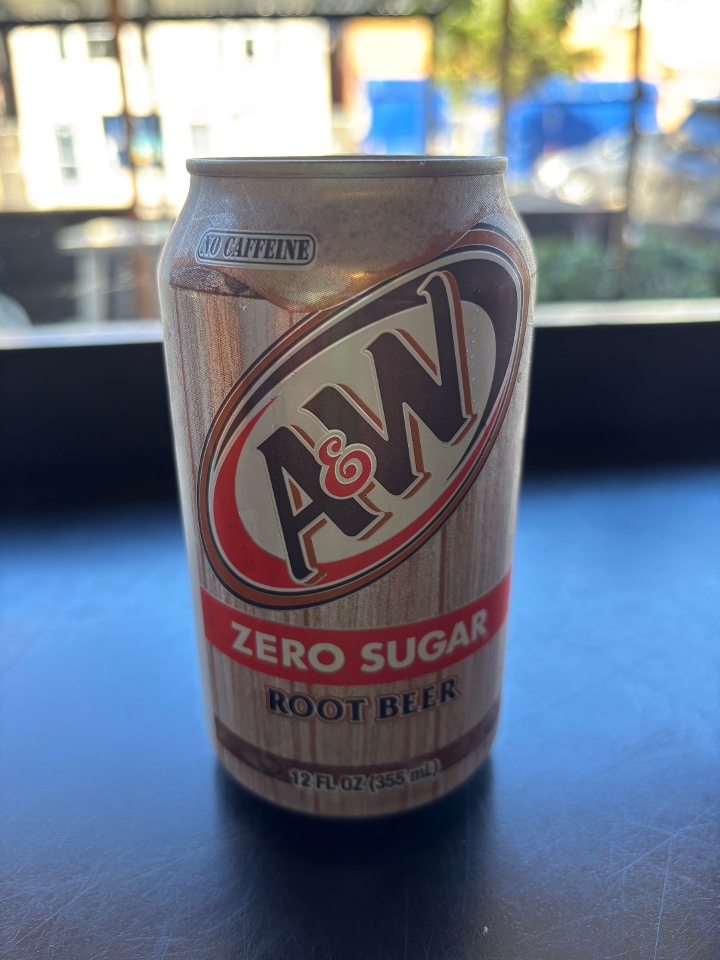 NO CAFFEINE
A&W
ZERO SUGAR
ROOT BEER
12 FL OZ (355 mL)